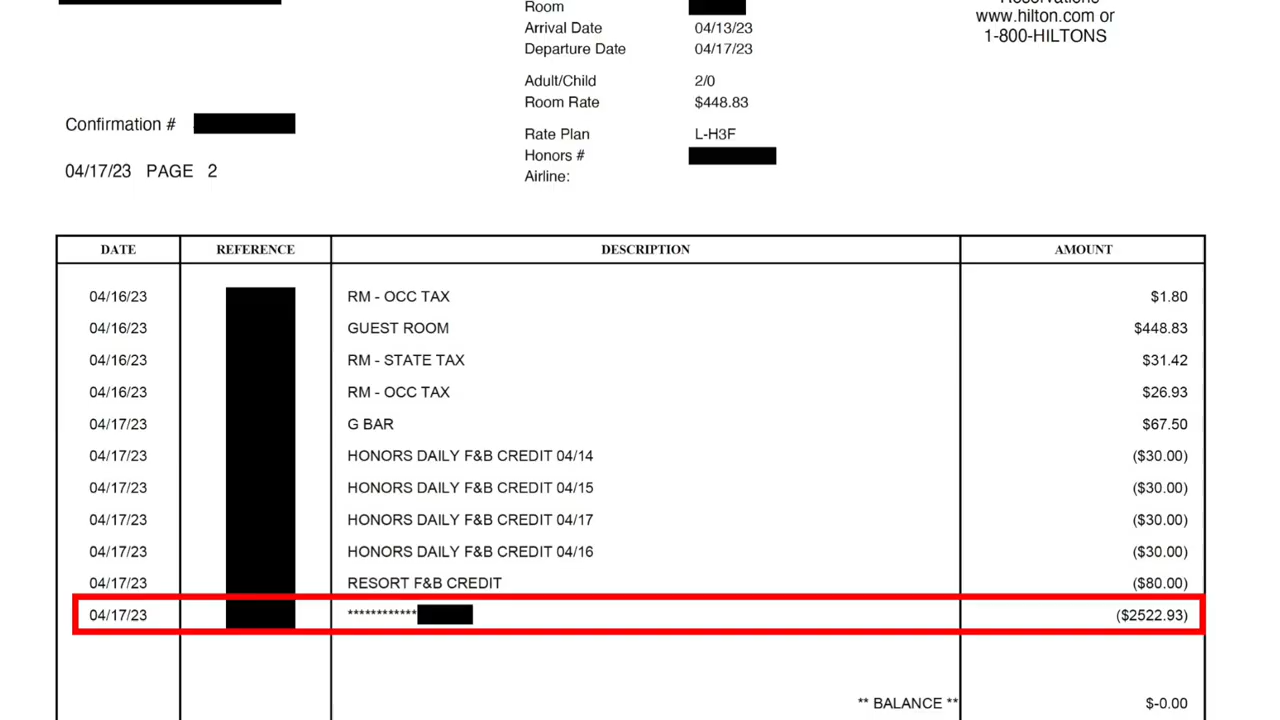 Reservations
www.hilton.com or
1-800-HILTONS
Room
Arrival Date 04/13/23
Departure Date 04/17/23
Adult/Child 2/0
Room Rate $448.83
Rate Plan L-H3F
Honors #
Airline:
Confirmation #
04/17/23 PAGE 2
DATE REFERENCE DESCRIPTION AMOUNT
04/16/23 RM - OCC TAX $1.80
04/16/23 GUEST ROOM $448.83
04/16/23 RM - STATE TAX $31.42
04/16/23 RM - OCC TAX $26.93
04/17/23 G BAR $67.50
04/17/23 HONORS DAILY F&B CREDIT 04/14 ($30.00)
04/17/23 HONORS DAILY F&B CREDIT 04/15 ($30.00)
04/17/23 HONORS DAILY F&B CREDIT 04/17 ($30.00)
04/17/23 HONORS DAILY F&B CREDIT 04/16 ($30.00)
04/17/23 RESORT F&B CREDIT ($80.00)
04/17/23 ************ ($2522.93)
** BALANCE ** $-0.00